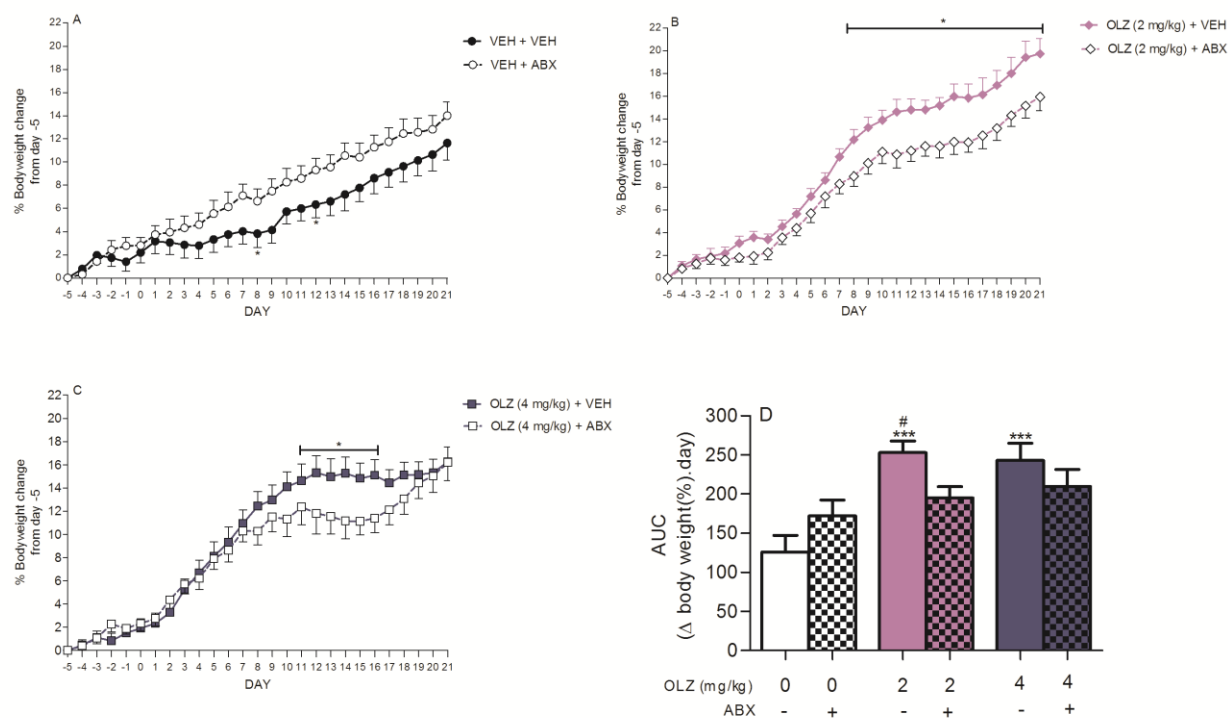 A
22
20
18
16
14
12
10
8
6
4
2
0
% Bodyweight change
from day -5
VEH + VEH
VEH + ABX
*
*
-5 -4 -3 -2 -1 0 1 2 3 4 5 6 7 8 9 10 11 12 13 14 15 16 17 18 19 20 21
DAY
B
22
20
18
16
14
12
10
8
6
4
2
0
% Bodyweight change
from day -5
*
OLZ (2 mg/kg) + VEH
OLZ (2 mg/kg) + ABX
-5 -4 -3 -2 -1 0 1 2 3 4 5 6 7 8 9 10 11 12 13 14 15 16 17 18 19 20 21
DAY
C
22
20
18
16
14
12
10
8
6
4
2
0
% Bodyweight change
from day -5
OLZ (4 mg/kg) + VEH
OLZ (4 mg/kg) + ABX
*
-5 -4 -3 -2 -1 0 1 2 3 4 5 6 7 8 9 10 11 12 13 14 15 16 17 18 19 20 21
DAY
D
300
250
200
150
100
50
0
AUC
(Δ body weight(%).day)
#
*** ***
OLZ (mg/kg) 0 0 2 2 4 4
ABX - + - + - +